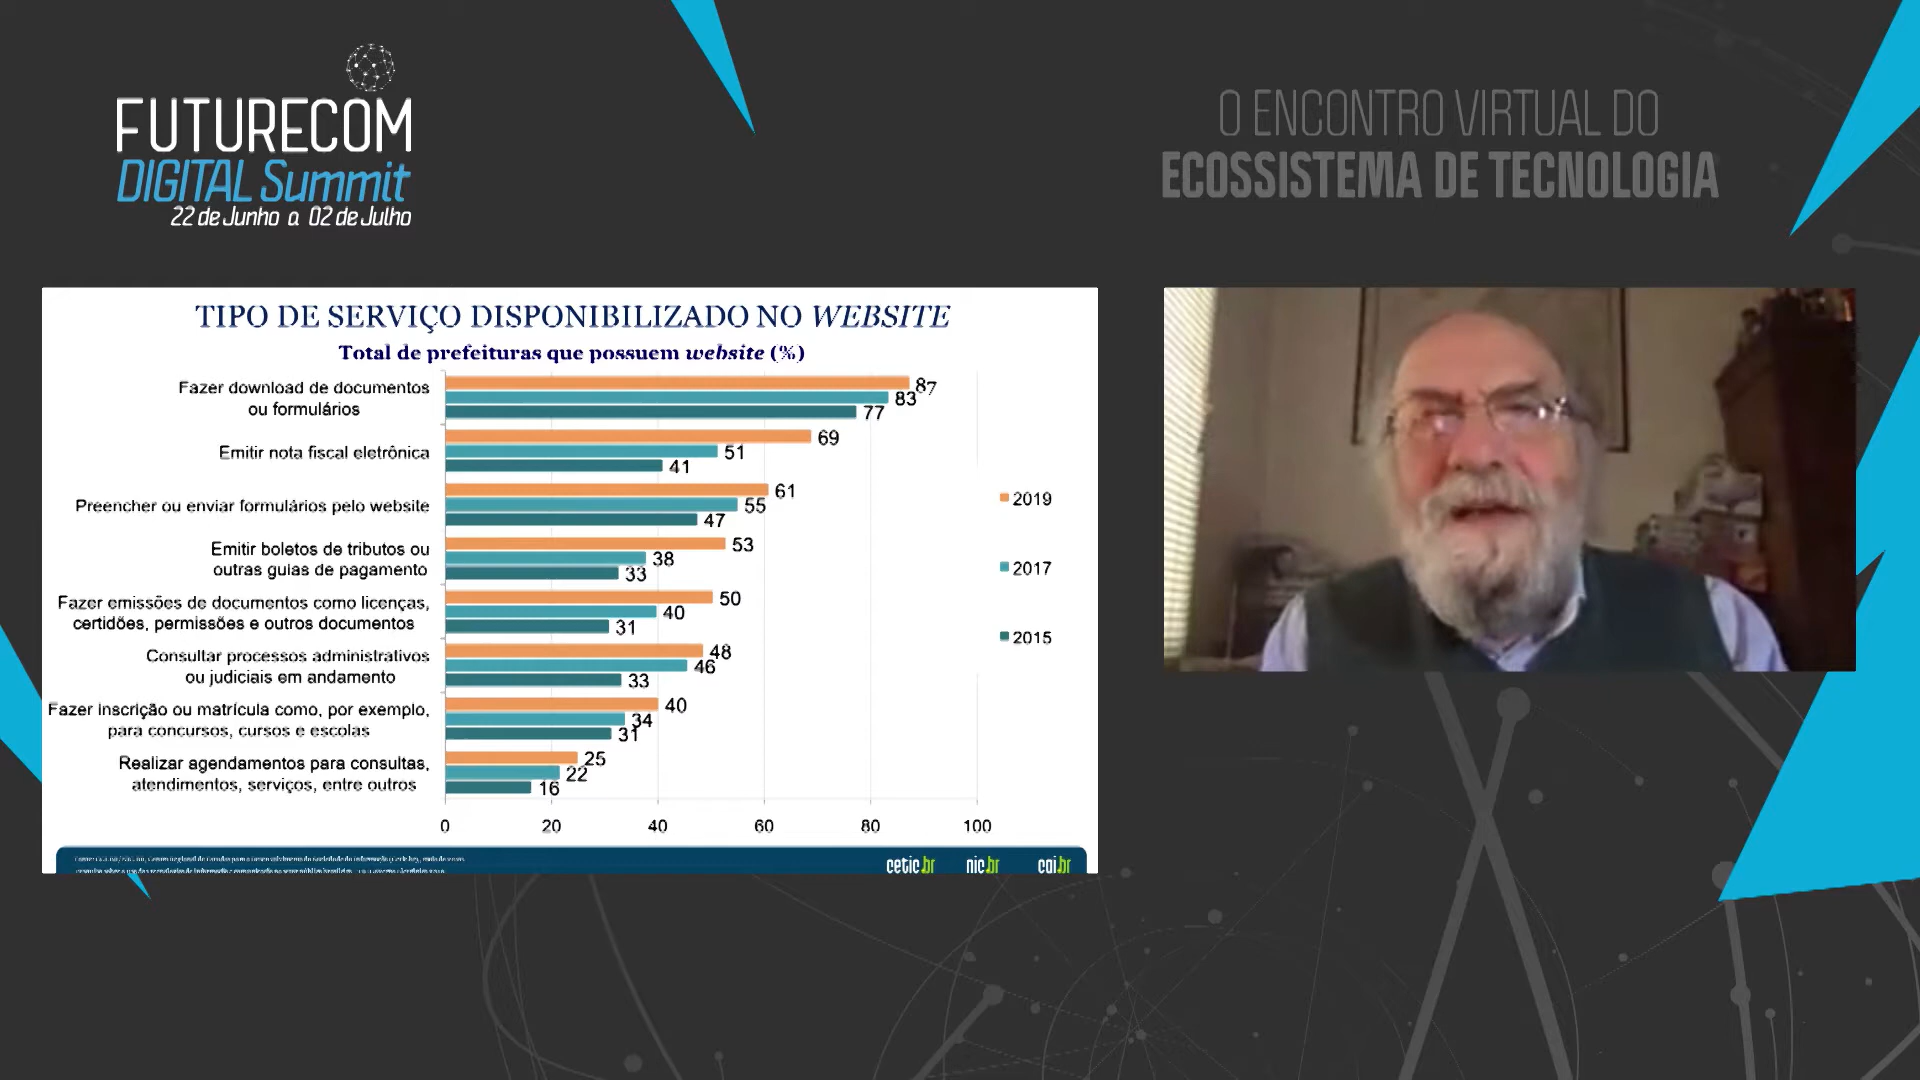 FUTURECOM
DIGITAL Summit
22 de Junho a 02 de Julho
O ENCONTRO VIRTUAL DO
ECOSSISTEMA DE TECNOLOGIA
TIPO DE SERVIÇO DISPONIBILIZADO NO WEBSITE
Total de prefeituras que possuem website (%)
Fazer download de documentos
ou formulários
87
83
77
Emitir nota fiscal eletrônica
69
51
41
Preencher ou enviar formulários pelo website
61
55
47
Emitir boletos de tributos ou
outras guias de pagamento
53
38
33
Fazer emissões de documentos como licenças,
certidões, permissões e outros documentos
50
40
31
Consultar processos administrativos
ou judiciais em andamento
48
46
33
Fazer inscrição ou matrícula como, por exemplo,
para concursos, cursos e escolas
40
34
31
Realizar agendamentos para consultas,
atendimentos, serviços, entre outros
25
22
16
0 20 40 60 80 100
2019
2017
2015
cetic.br nic.br cgi.br